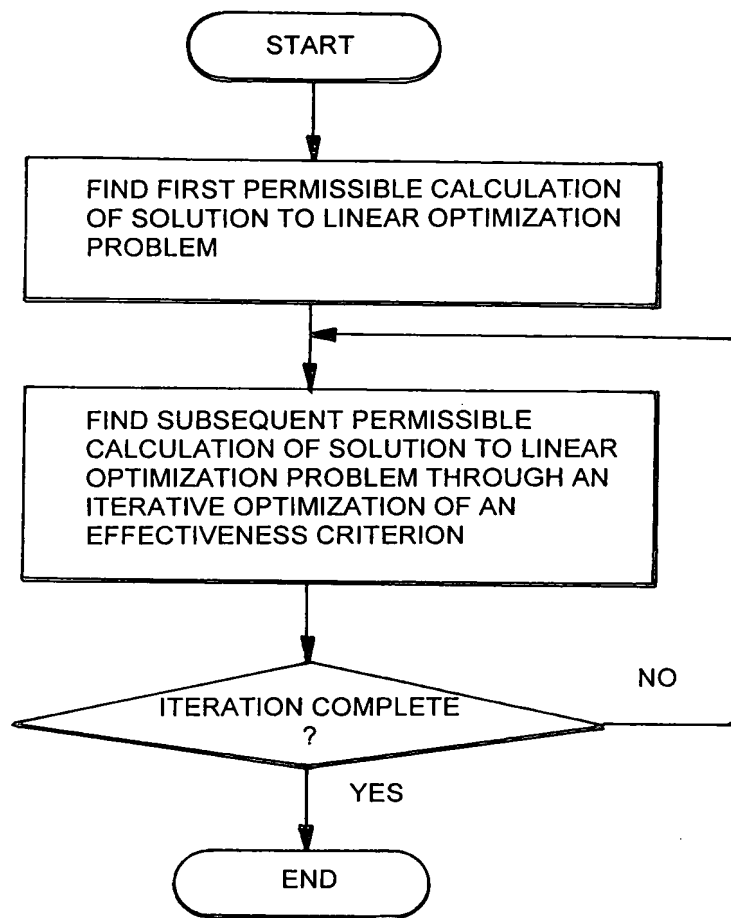 START
FIND FIRST PERMISSIBLE CALCULATION
OF SOLUTION TO LINEAR OPTIMIZATION
PROBLEM
FIND SUBSEQUENT PERMISSIBLE
CALCULATION OF SOLUTION TO LINEAR
OPTIMIZATION PROBLEM THROUGH AN
ITERATIVE OPTIMIZATION OF AN
EFFECTIVENESS CRITERION
ITERATION COMPLETE
?
NO
YES
END